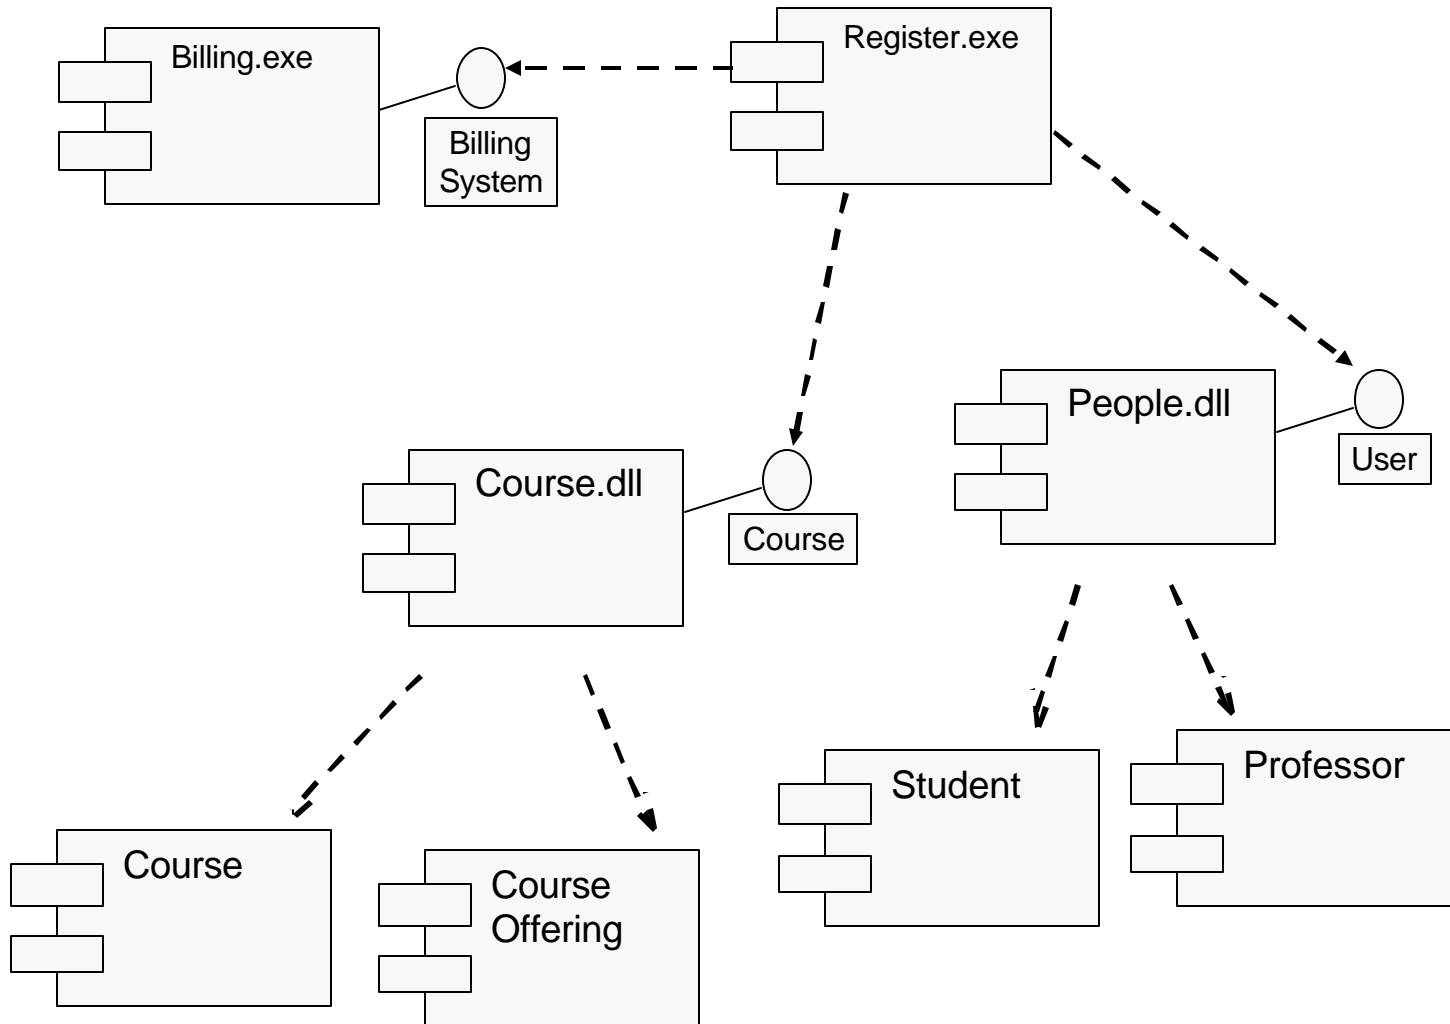 Billing.exe
Register.exe
Billing
System
People.dll
User
Course.dll
Course
Student
Professor
Course
Course
Offering